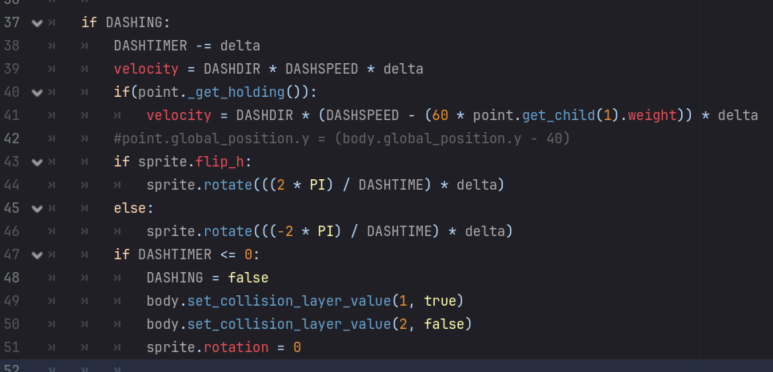 37 if DASHING:
38 DASHTIMER -= delta
39 velocity = DASHDIR * DASHSPEED * delta
40 if(point._get_holding()):
41 velocity = DASHDIR * (DASHSPEED - (60 * point.get_child(1).weight)) * delta
42 #point.global_position.y = (body.global_position.y - 40)
43 if sprite.flip_h:
44 sprite.rotate(((2 * PI) / DASHTIME) * delta)
45 else:
46 sprite.rotate(((-2 * PI) / DASHTIME) * delta)
47 if DASHTIMER <= 0:
48 DASHING = false
49 body.set_collision_layer_value(1, true)
50 body.set_collision_layer_value(2, false)
51 sprite.rotation = 0
52